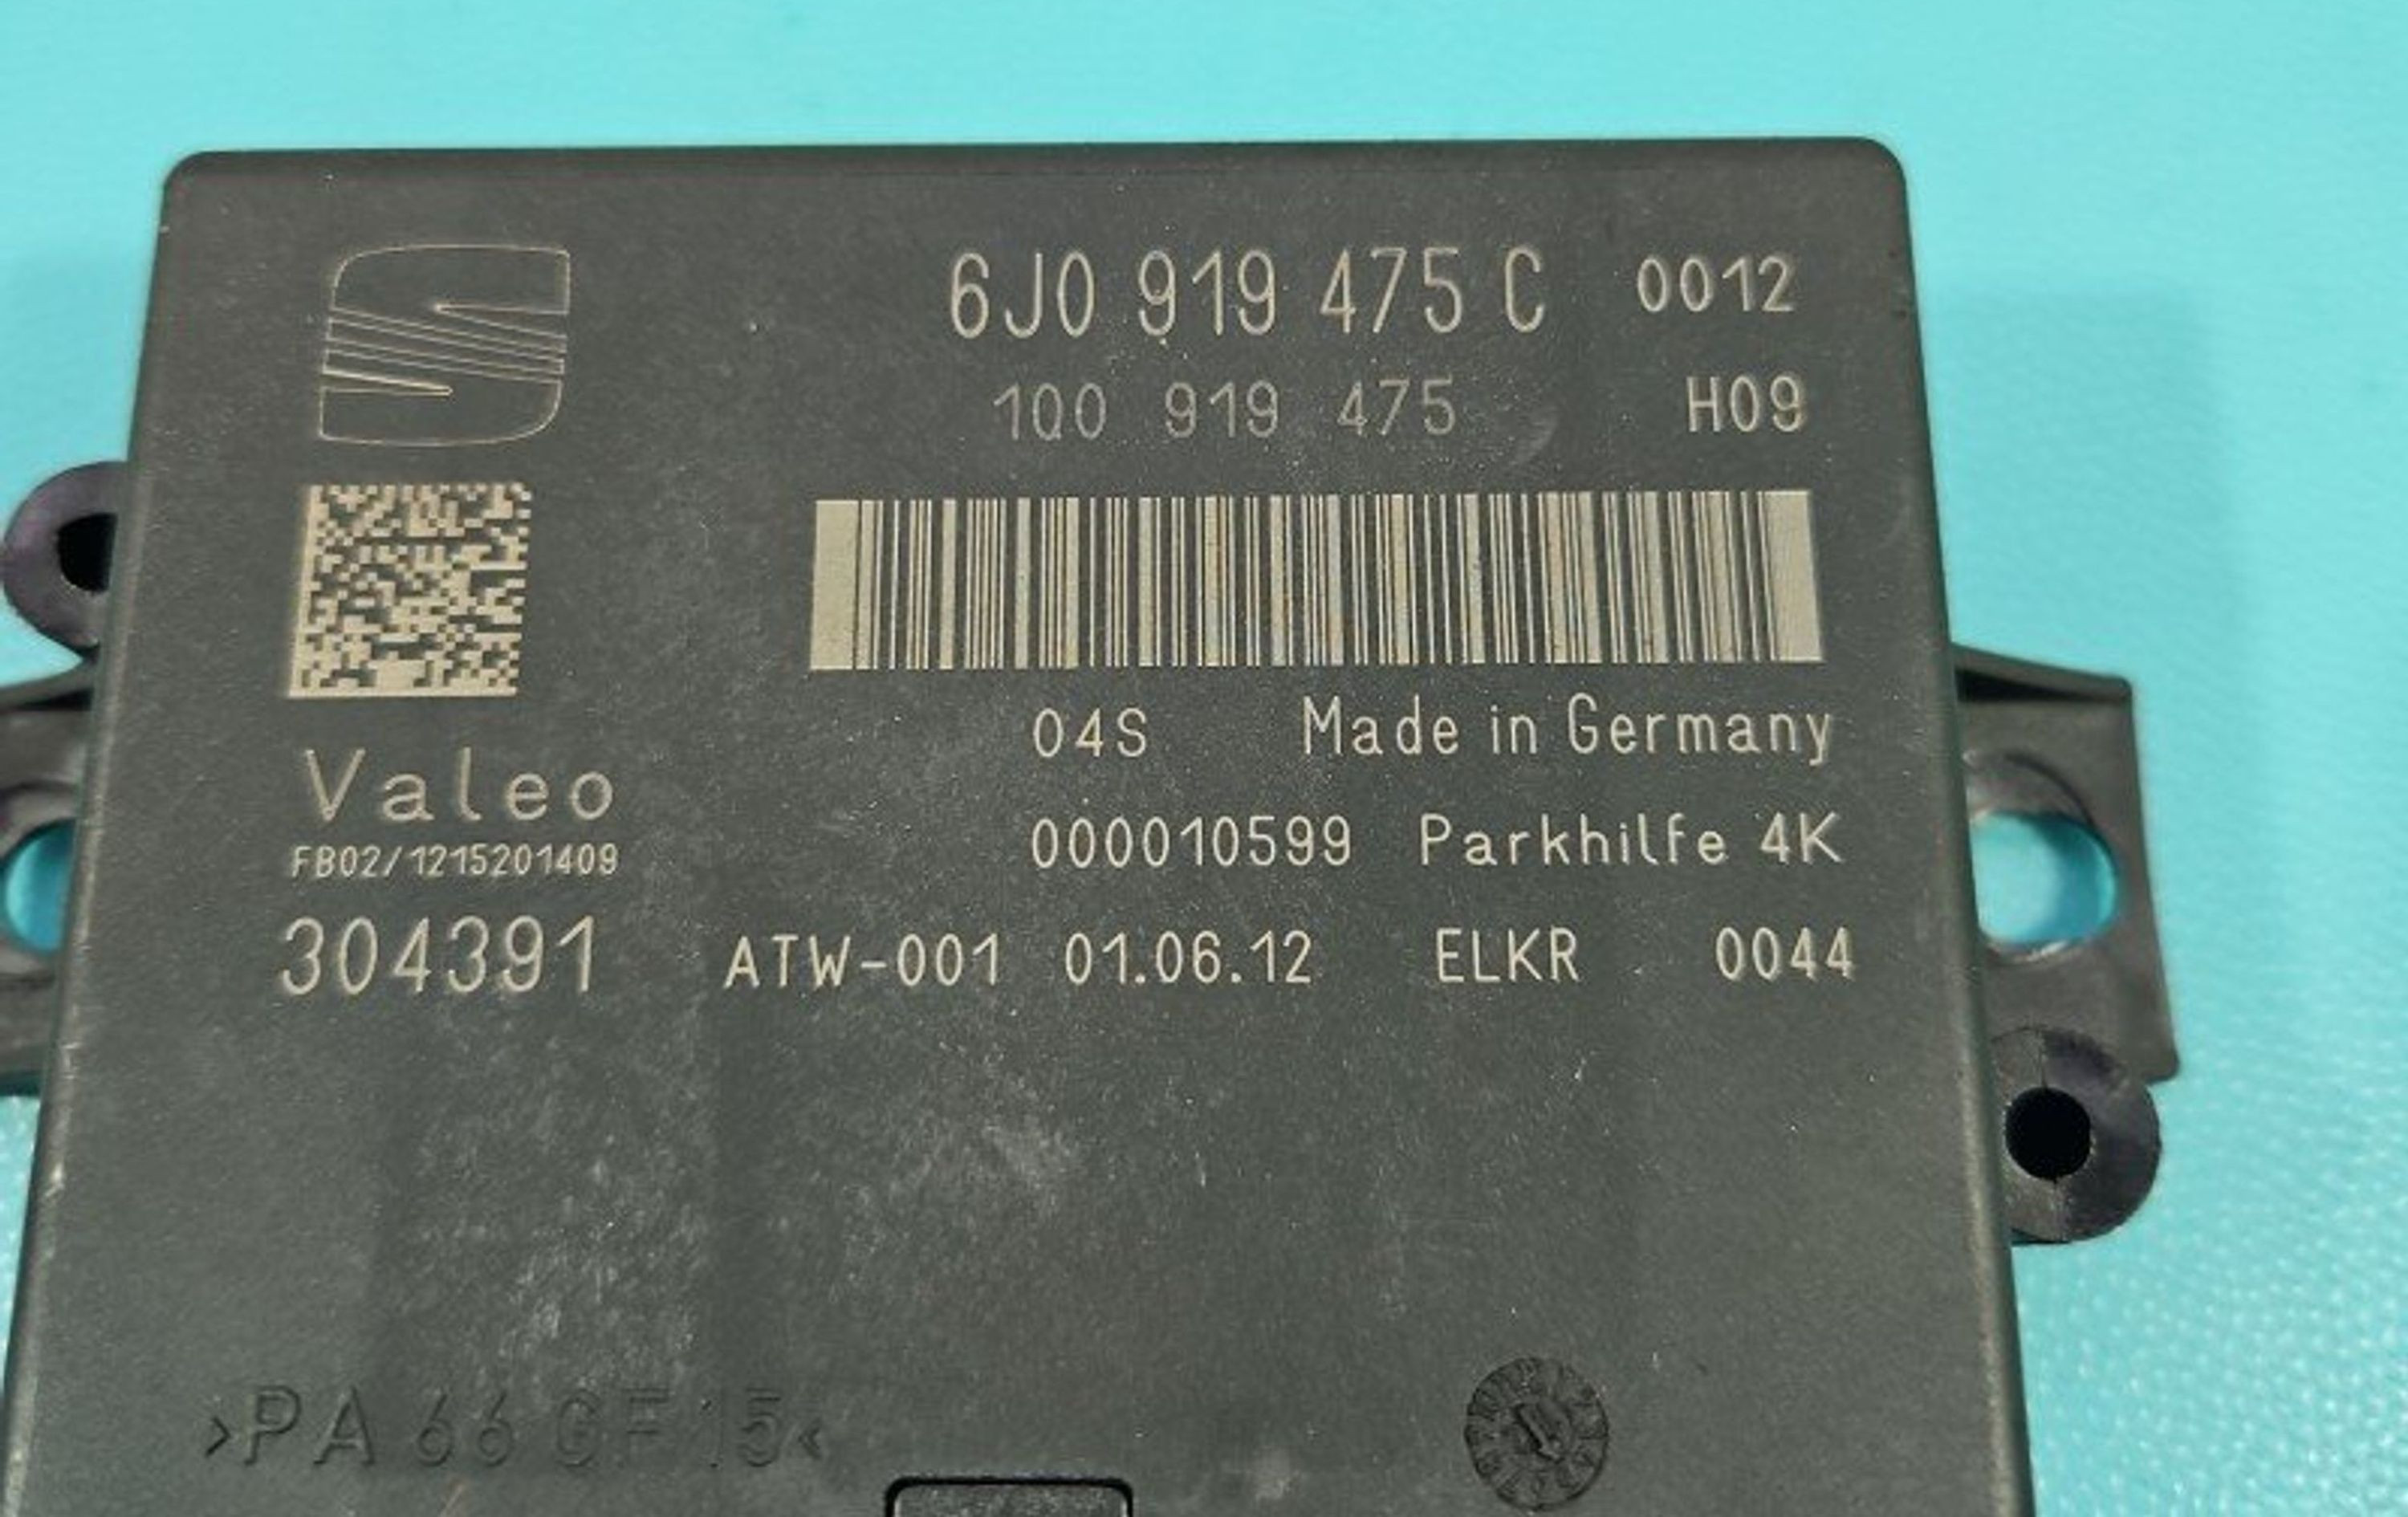 6J0 919 475 C 0012
1Q0 919 475 H09
04S Made in Germany
Valeo
000010599 Parkhilfe 4K
FB02/1215201409
304391 ATW-001 01.06.12 ELKR 0044
>PA 66 GF 15<